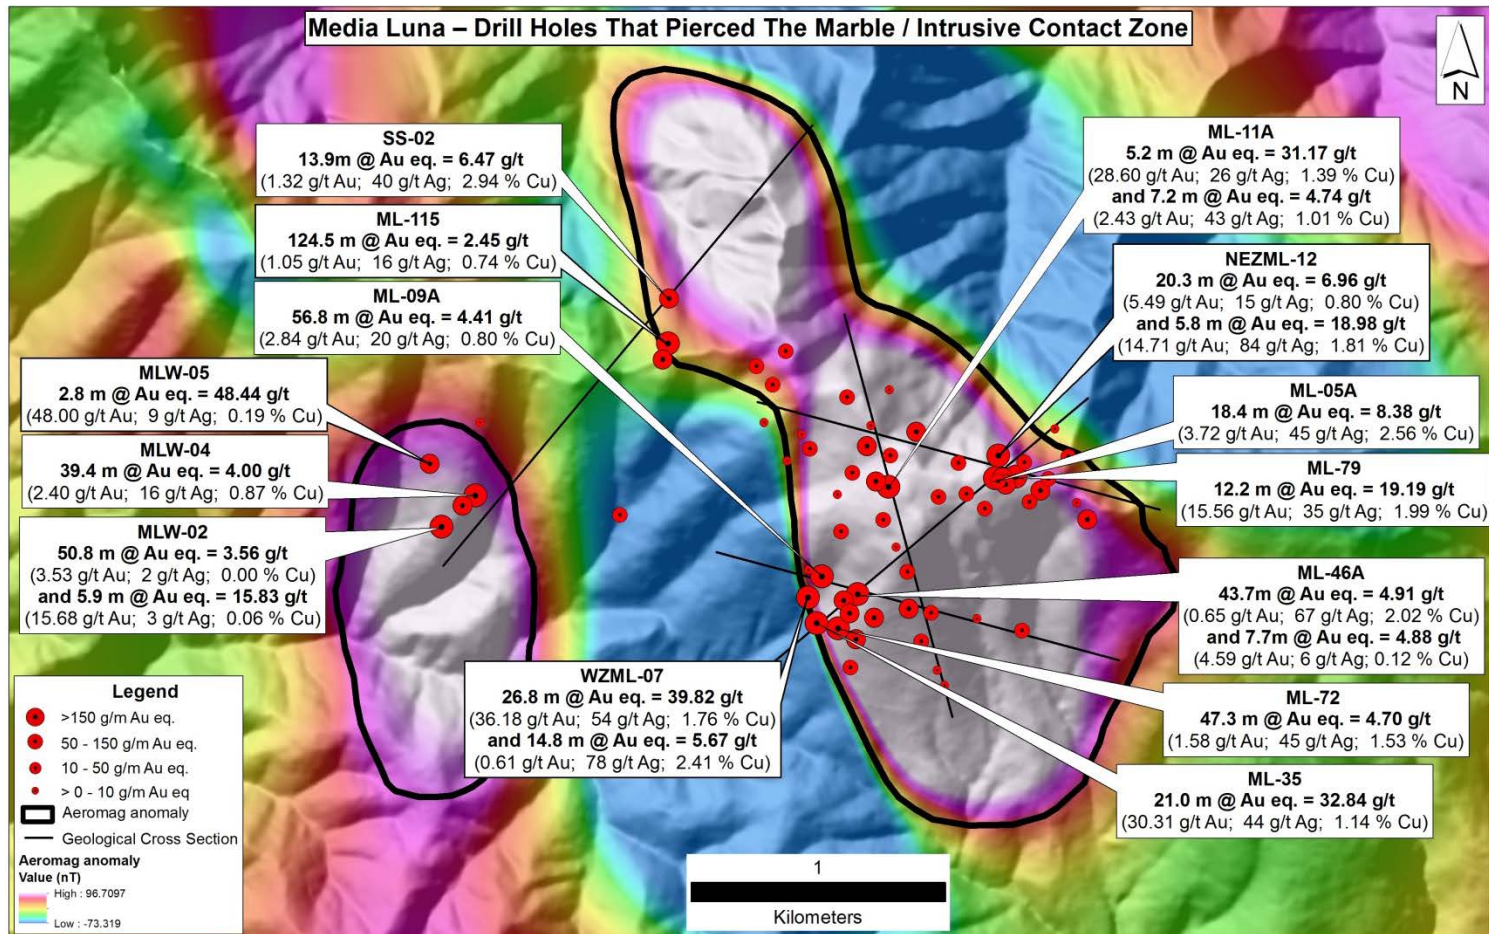 Media Luna – Drill Holes That Pierced The Marble / Intrusive Contact Zone
N
SS-02
13.9m @ Au eq. = 6.47 g/t
(1.32 g/t Au; 40 g/t Ag; 2.94 % Cu)
ML-115
124.5 m @ Au eq. = 2.45 g/t
(1.05 g/t Au; 16 g/t Ag; 0.74 % Cu)
ML-09A
56.8 m @ Au eq. = 4.41 g/t
(2.84 g/t Au; 20 g/t Ag; 0.80 % Cu)
MLW-05
2.8 m @ Au eq. = 48.44 g/t
(48.00 g/t Au; 9 g/t Ag; 0.19 % Cu)
MLW-04
39.4 m @ Au eq. = 4.00 g/t
(2.40 g/t Au; 16 g/t Ag; 0.87 % Cu)
MLW-02
50.8 m @ Au eq. = 3.56 g/t
(3.53 g/t Au; 2 g/t Ag; 0.00 % Cu)
and 5.9 m @ Au eq. = 15.83 g/t
(15.68 g/t Au; 3 g/t Ag; 0.06 % Cu)
ML-11A
5.2 m @ Au eq. = 31.17 g/t
(28.60 g/t Au; 26 g/t Ag; 1.39 % Cu)
and 7.2 m @ Au eq. = 4.74 g/t
(2.43 g/t Au; 43 g/t Ag; 1.01 % Cu)
NEZML-12
20.3 m @ Au eq. = 6.96 g/t
(5.49 g/t Au; 15 g/t Ag; 0.80 % Cu)
and 5.8 m @ Au eq. = 18.98 g/t
(14.71 g/t Au; 84 g/t Ag; 1.81 % Cu)
ML-05A
18.4 m @ Au eq. = 8.38 g/t
(3.72 g/t Au; 45 g/t Ag; 2.56 % Cu)
ML-79
12.2 m @ Au eq. = 19.19 g/t
(15.56 g/t Au; 35 g/t Ag; 1.99 % Cu)
ML-46A
43.7m @ Au eq. = 4.91 g/t
(0.65 g/t Au; 67 g/t Ag; 2.02 % Cu)
and 7.7m @ Au eq. = 4.88 g/t
(4.59 g/t Au; 6 g/t Ag; 0.12 % Cu)
WZML-07
26.8 m @ Au eq. = 39.82 g/t
(36.18 g/t Au; 54 g/t Ag; 1.76 % Cu)
and 14.8 m @ Au eq. = 5.67 g/t
(0.61 g/t Au; 78 g/t Ag; 2.41 % Cu)
ML-72
47.3 m @ Au eq. = 4.70 g/t
(1.58 g/t Au; 45 g/t Ag; 1.53 % Cu)
ML-35
21.0 m @ Au eq. = 32.84 g/t
(30.31 g/t Au; 44 g/t Ag; 1.14 % Cu)
Legend
>150 g/m Au eq.
50 - 150 g/m Au eq.
10 - 50 g/m Au eq.
> 0 - 10 g/m Au eq
Aeromag anomaly
Geological Cross Section
Aeromag anomaly
Value (nT)
High : 96.7097
Low : -73.319
1
Kilometers